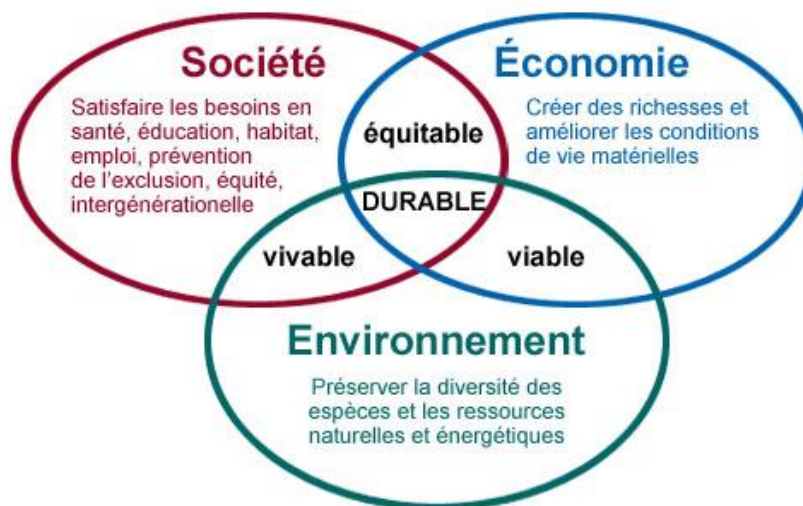 Société
Satisfaire les besoins en
santé, éducation, habitat,
emploi, prévention
de l'exclusion, équité,
intergénérationelle
Économie
Créer des richesses et
améliorer les conditions
de vie matérielles
équitable
DURABLE
vivable
viable
Environnement
Préserver la diversité des
espèces et les ressources
naturelles et énergétiques